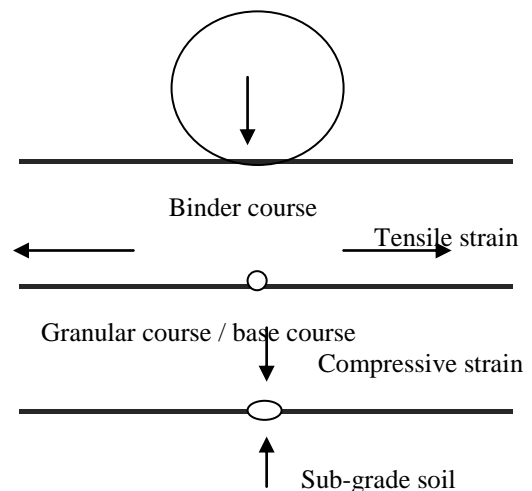 Binder course
Tensile strain
Granular course / base course
Compressive strain
Sub-grade soil